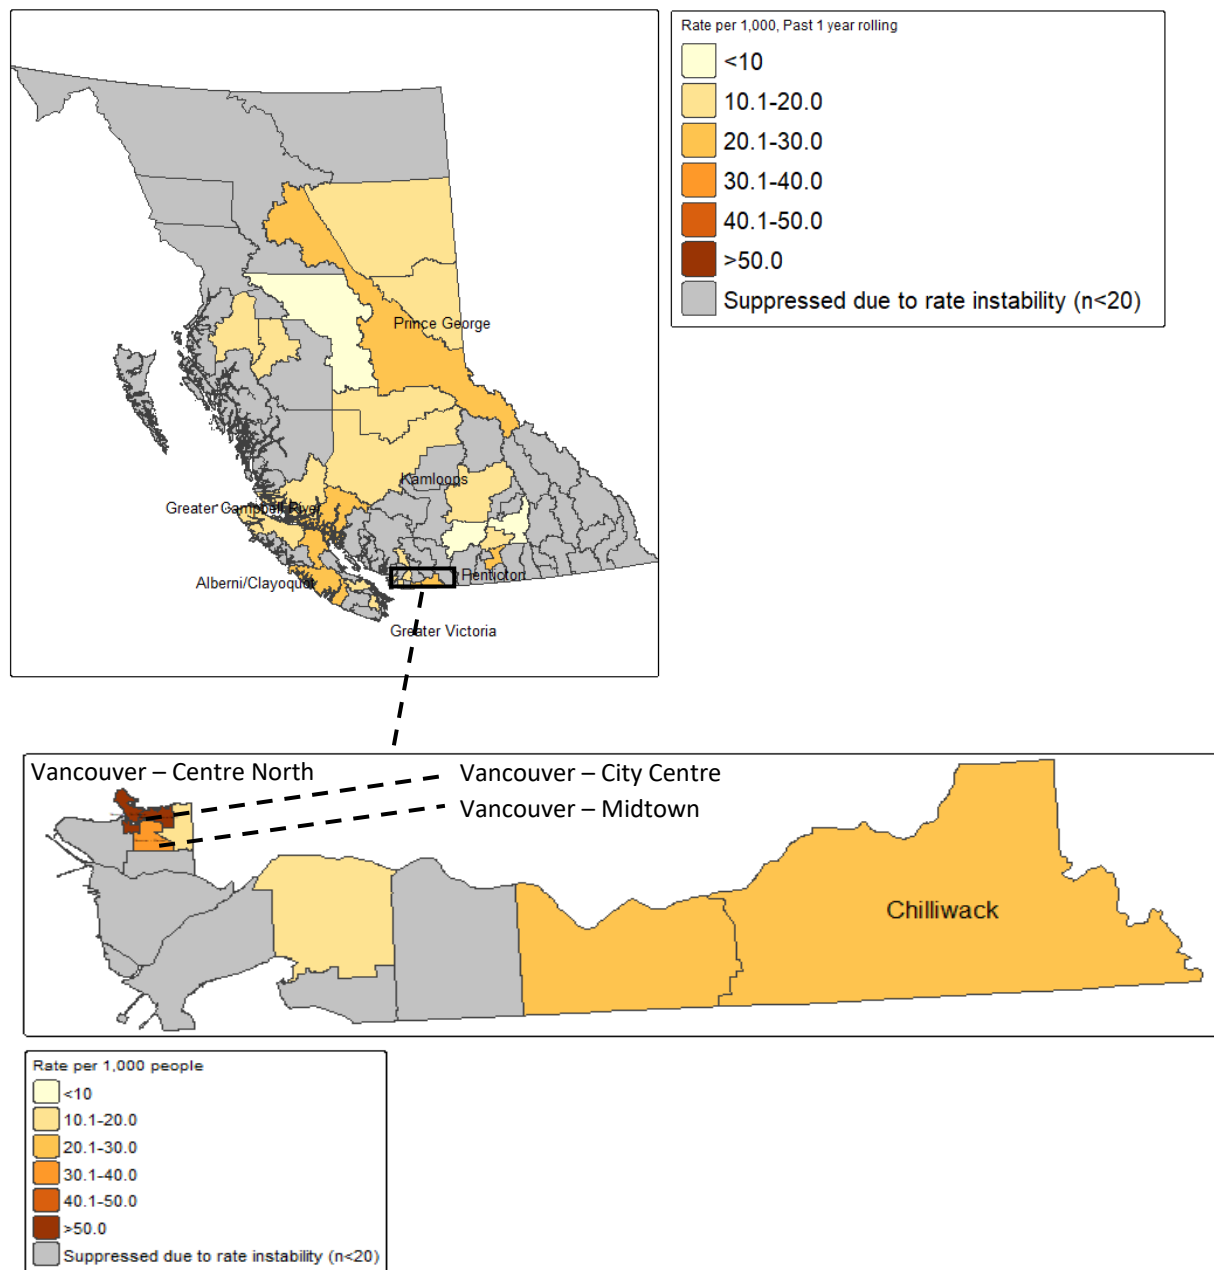 Rate per 1,000, Past 1 year rolling
<10
10.1-20.0
20.1-30.0
30.1-40.0
40.1-50.0
>50.0
Suppressed due to rate instability (n<20)
Prince George
Kamloops
Greater Campbell River
Alberni/Clayoquot
Penticton
Greater Victoria
Vancouver – Centre North
Vancouver – City Centre
Vancouver – Midtown
Chilliwack
Rate per 1,000 people
<10
10.1-20.0
20.1-30.0
30.1-40.0
40.1-50.0
>50.0
Suppressed due to rate instability (n<20)